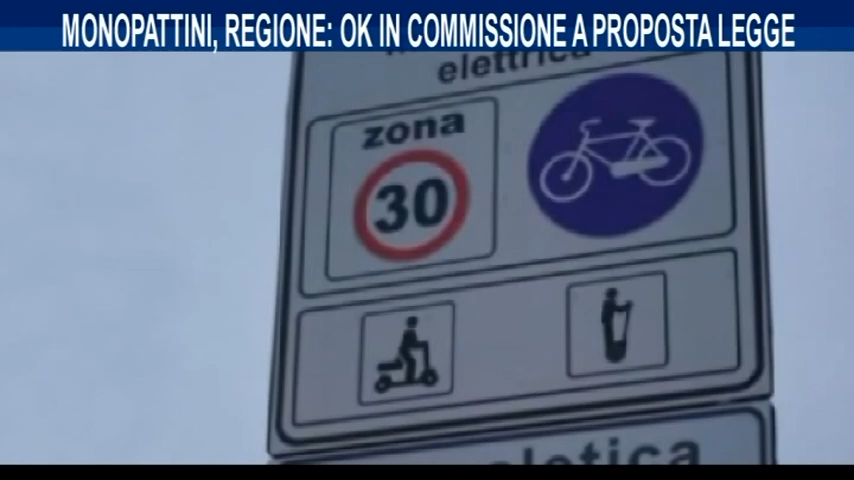 MONOPATTINI, REGIONE: OK IN COMMISSIONE A PROPOSTA LEGGE
elettrica
zona
30